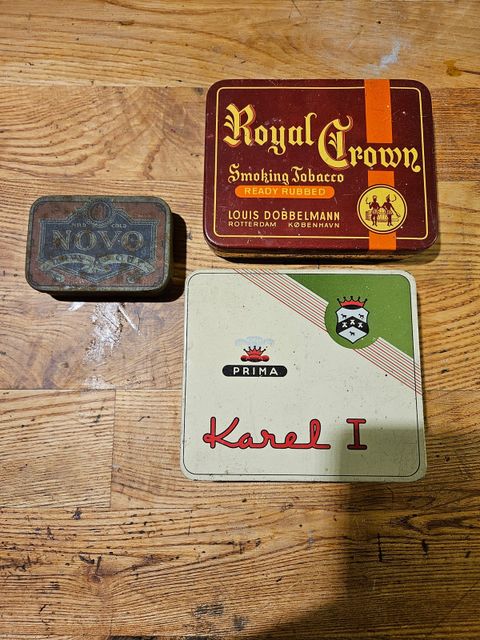 Royal Crown
Smoking Tobacco
READY RUBBED
LOUIS DOBBELMANN
ROTTERDAM KØBENHAVN
NOVO
PRIMA
Karel I